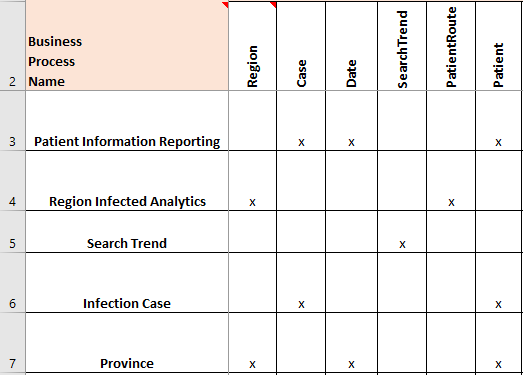 Business
Process
Name
Region
Case
Date
SearchTrend
PatientRoute
Patient
2
3 Patient Information Reporting x x x
4 Region Infected Analytics x x
5 Search Trend x
6 Infection Case x x
7 Province x x x